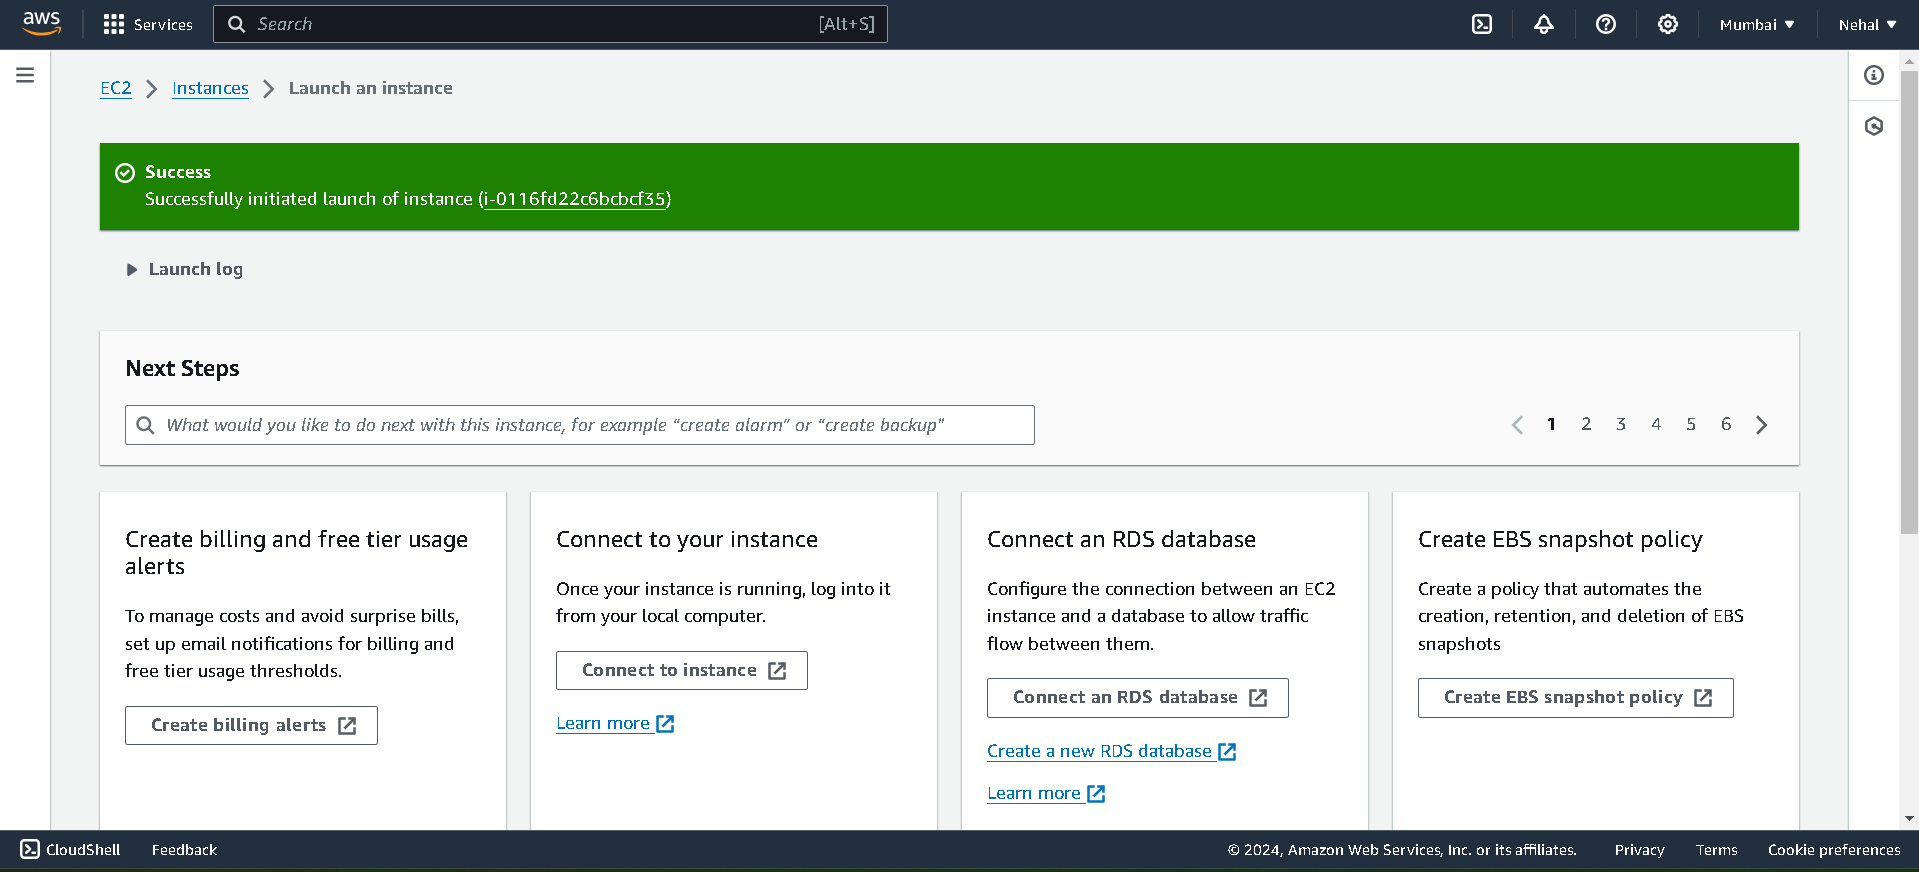 aws
Services
Search [Alt+S]
Mumbai
Nehal
EC2 Instances Launch an instance
Success
Successfully initiated launch of instance (i-0116fd22c6bcbcf35)
Launch log
Next Steps
What would you like to do next with this instance, for example "create alarm" or "create backup"
1 2 3 4 5 6
Create billing and free tier usage
alerts
To manage costs and avoid surprise bills,
set up email notifications for billing and
free tier usage thresholds.
Create billing alerts
Connect to your instance
Once your instance is running, log into it
from your local computer.
Connect to instance
Learn more
Connect an RDS database
Configure the connection between an EC2
instance and a database to allow traffic
flow between them.
Connect an RDS database
Create a new RDS database
Learn more
Create EBS snapshot policy
Create a policy that automates the
creation, retention, and deletion of EBS
snapshots
Create EBS snapshot policy
CloudShell Feedback
© 2024, Amazon Web Services, Inc. or its affiliates. Privacy Terms Cookie preferences